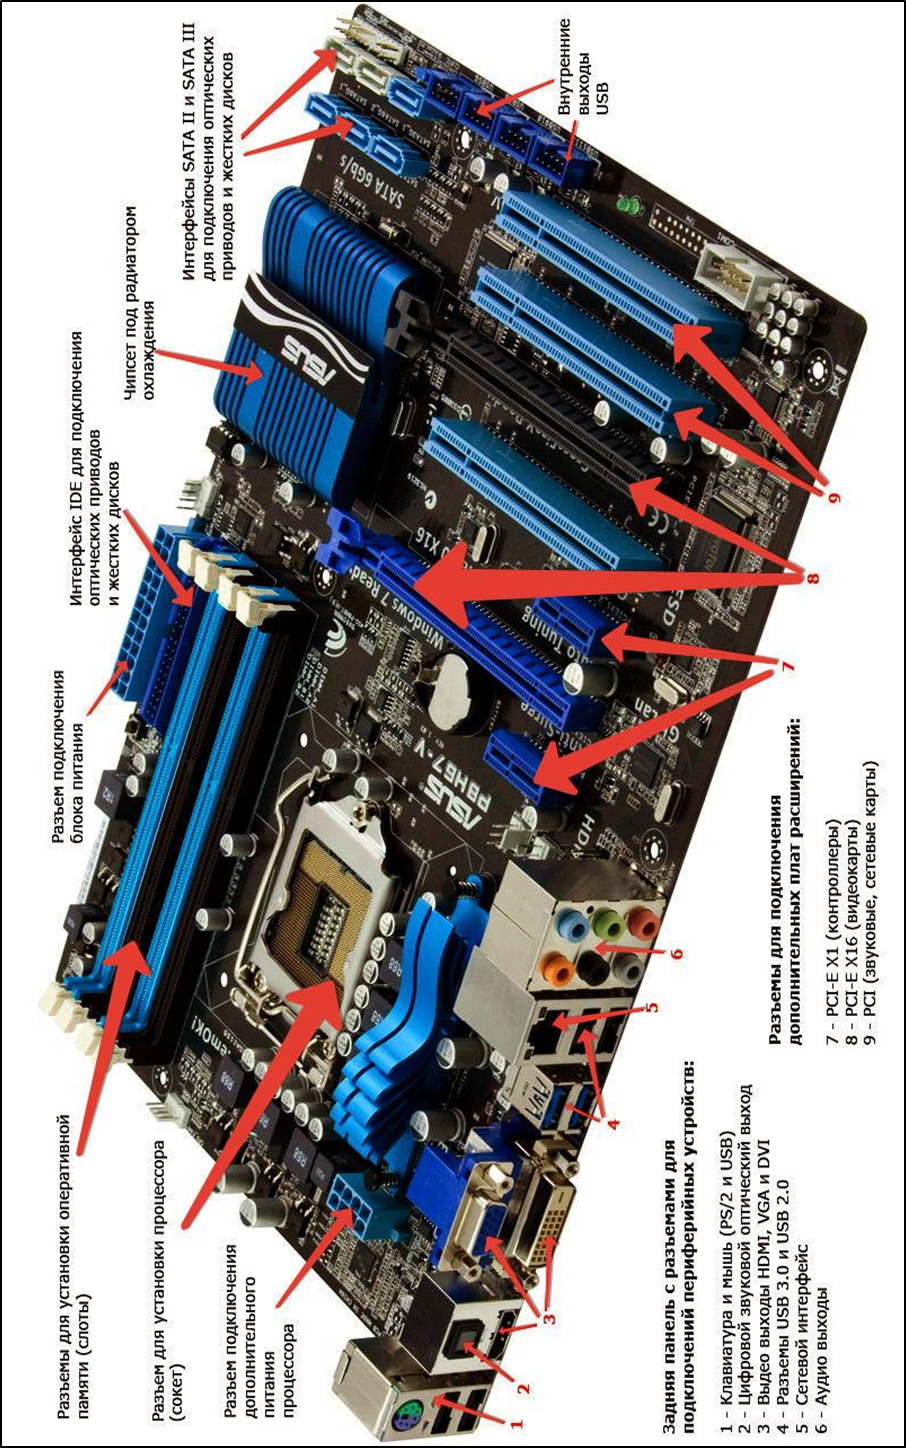 Разъемы для установки оперативной
памяти (слоты)
Разъем для установки процессора
(сокет)
Разъем подключения
дополнительного
питания
процессора
Разъем подключения
блока питания
Интерфейс IDE для подключения
оптических приводов
и жестких дисков
Чипсет под радиатором
охлаждения
Интерфейсы SATA II и SATA III
для подключения оптических
приводов и жестких дисков
Внутренние
выходы
USB
SATA 6Gb/s
ASUS
ASUS
P8H67-V
Windows 7 Read
MemOK!
1
2
3
4
5
6
7
8
9
Задняя панель с разъемами для
подключений периферийных устройств:
1 - Клавиатура и мышь (PS/2 и USB)
2 - Цифровой звуковой оптический выход
3 - Выдео выходы HDMI, VGA и DVI
4 - Разъемы USB 3.0 и USB 2.0
5 - Сетевой интерфейс
6 - Аудио выходы
Разъемы для подключения
дополнительных плат расширений:
7 - PCI-E X1 (контроллеры)
8 - PCI-E X16 (видеокарты)
9 - PCI (звуковые, сетевые карты)